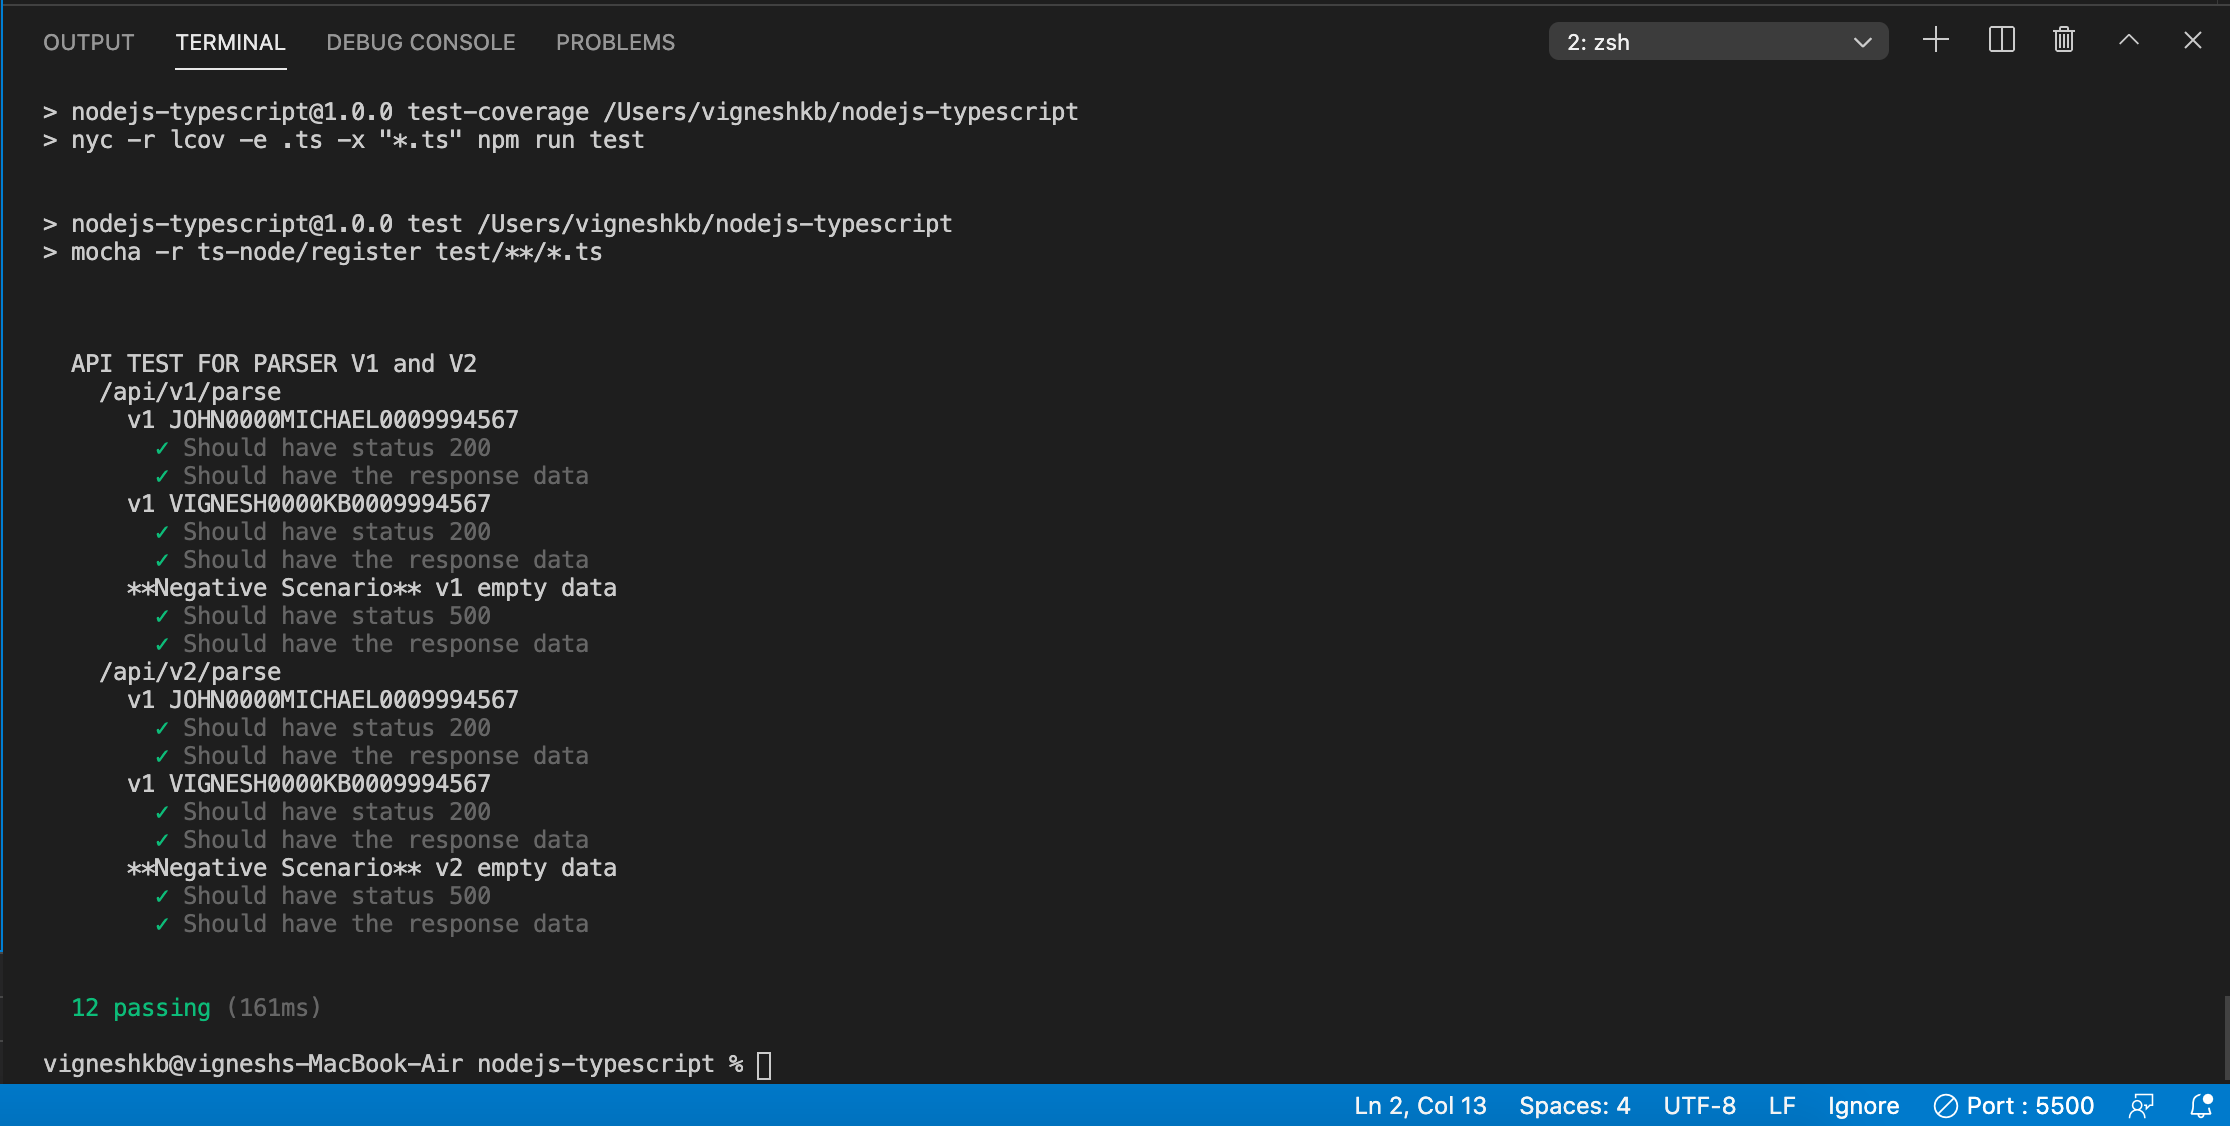 OUTPUT TERMINAL DEBUG CONSOLE PROBLEMS 2: zsh
> nodejs-typescript@1.0.0 test-coverage /Users/vigneshkb/nodejs-typescript
> nyc -r lcov -e .ts -x "*.ts" npm run test
> nodejs-typescript@1.0.0 test /Users/vigneshkb/nodejs-typescript
> mocha -r ts-node/register test/**/*.ts
API TEST FOR PARSER V1 and V2
/api/v1/parse
v1 JOHN0000MICHAEL0009994567
✓ Should have status 200
✓ Should have the response data
v1 VIGNESH0000KB0009994567
✓ Should have status 200
✓ Should have the response data
**Negative Scenario** v1 empty data
✓ Should have status 500
✓ Should have the response data
/api/v2/parse
v1 JOHN0000MICHAEL0009994567
✓ Should have status 200
✓ Should have the response data
v1 VIGNESH0000KB0009994567
✓ Should have status 200
✓ Should have the response data
**Negative Scenario** v2 empty data
✓ Should have status 500
✓ Should have the response data
12 passing (161ms)
vigneshkb@vigneshs-MacBook-Air nodejs-typescript %
Ln 2, Col 13 Spaces: 4 UTF-8 LF Ignore Port : 5500